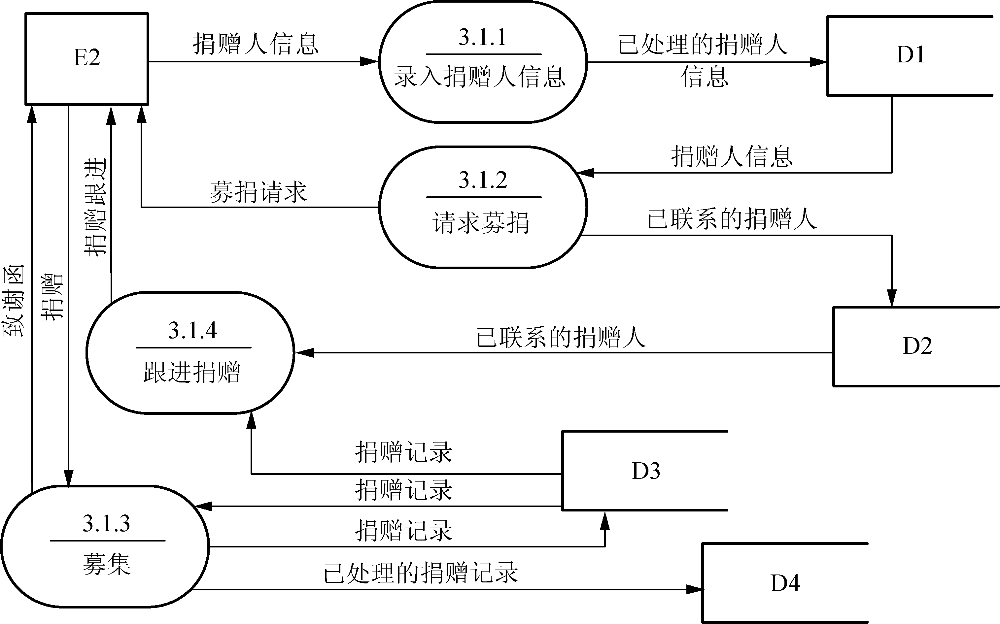 E2
捐赠人信息
3.1.1
录入捐赠人信息
已处理的捐赠人
信息
D1
捐赠人信息
3.1.2
请求募捐
募捐请求
已联系的捐赠人
捐赠跟进
致谢函
捐赠
3.1.4
跟进捐赠
已联系的捐赠人
D2
捐赠记录
D3
捐赠记录
3.1.3
募集
捐赠记录
已处理的捐赠记录
D4